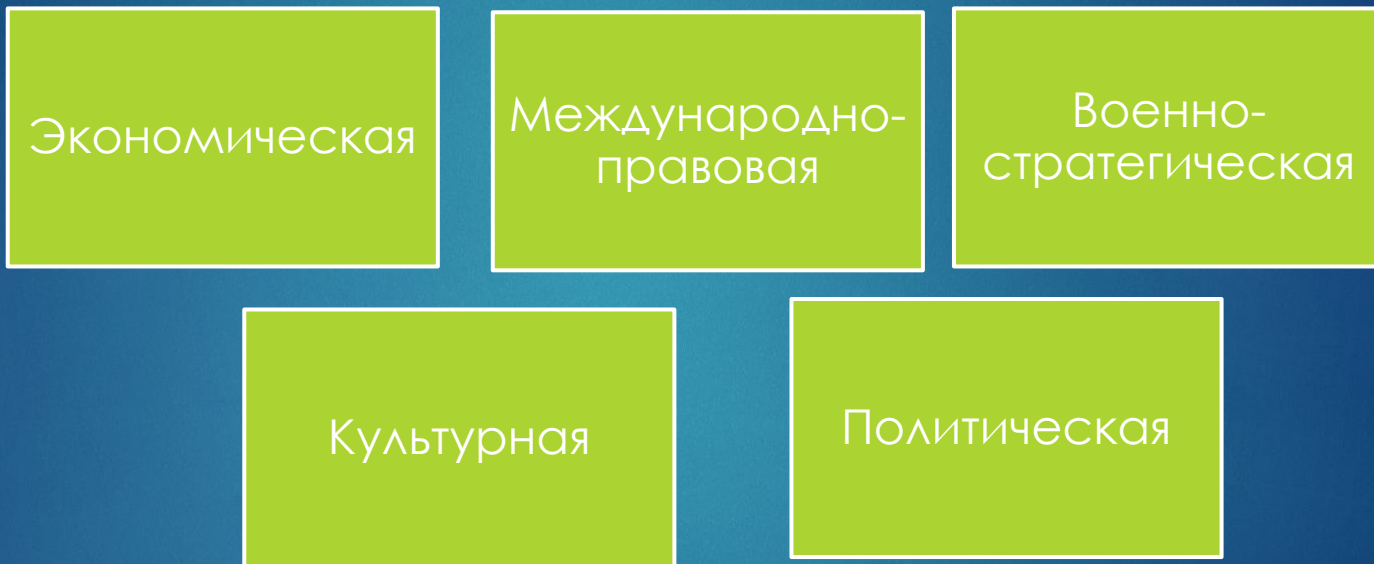 Экономическая
Международно-
правовая
Военно-
стратегическая
Культурная
Политическая